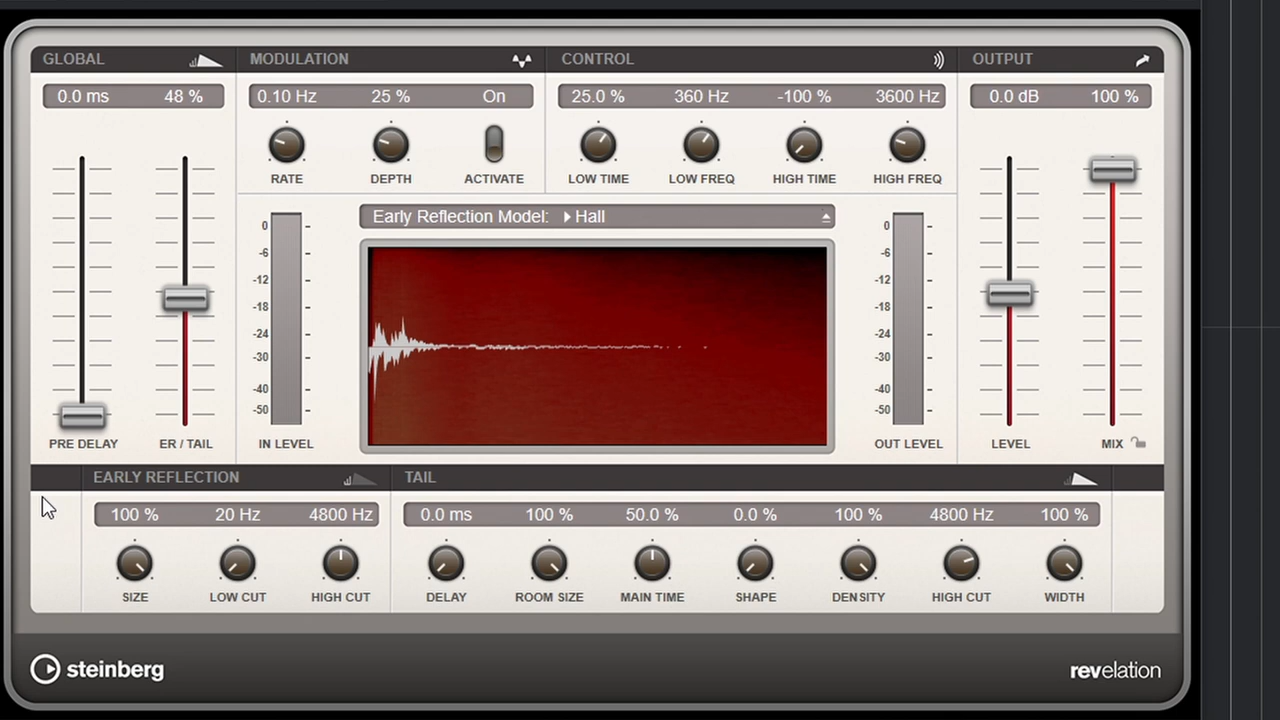 GLOBAL MODULATION CONTROL OUTPUT
0.0 ms 48 % 0.10 Hz 25 % On 25.0 % 360 Hz -100 % 3600 Hz 0.0 dB 100 %
RATE DEPTH ACTIVATE LOW TIME LOW FREQ HIGH TIME HIGH FREQ
Early Reflection Model: Hall
0 0
-6 -6
-12 -12
-18 -18
-24 -24
-30 -30
-40 -40
-50 -50
PRE DELAY ER / TAIL IN LEVEL OUT LEVEL LEVEL MIX
EARLY REFLECTION TAIL
100 % 20 Hz 4800 Hz 0.0 ms 100 % 50.0 % 0.0 % 100 % 4800 Hz 100 %
SIZE LOW CUT HIGH CUT DELAY ROOM SIZE MAIN TIME SHAPE DENSITY HIGH CUT WIDTH
steinberg revelation